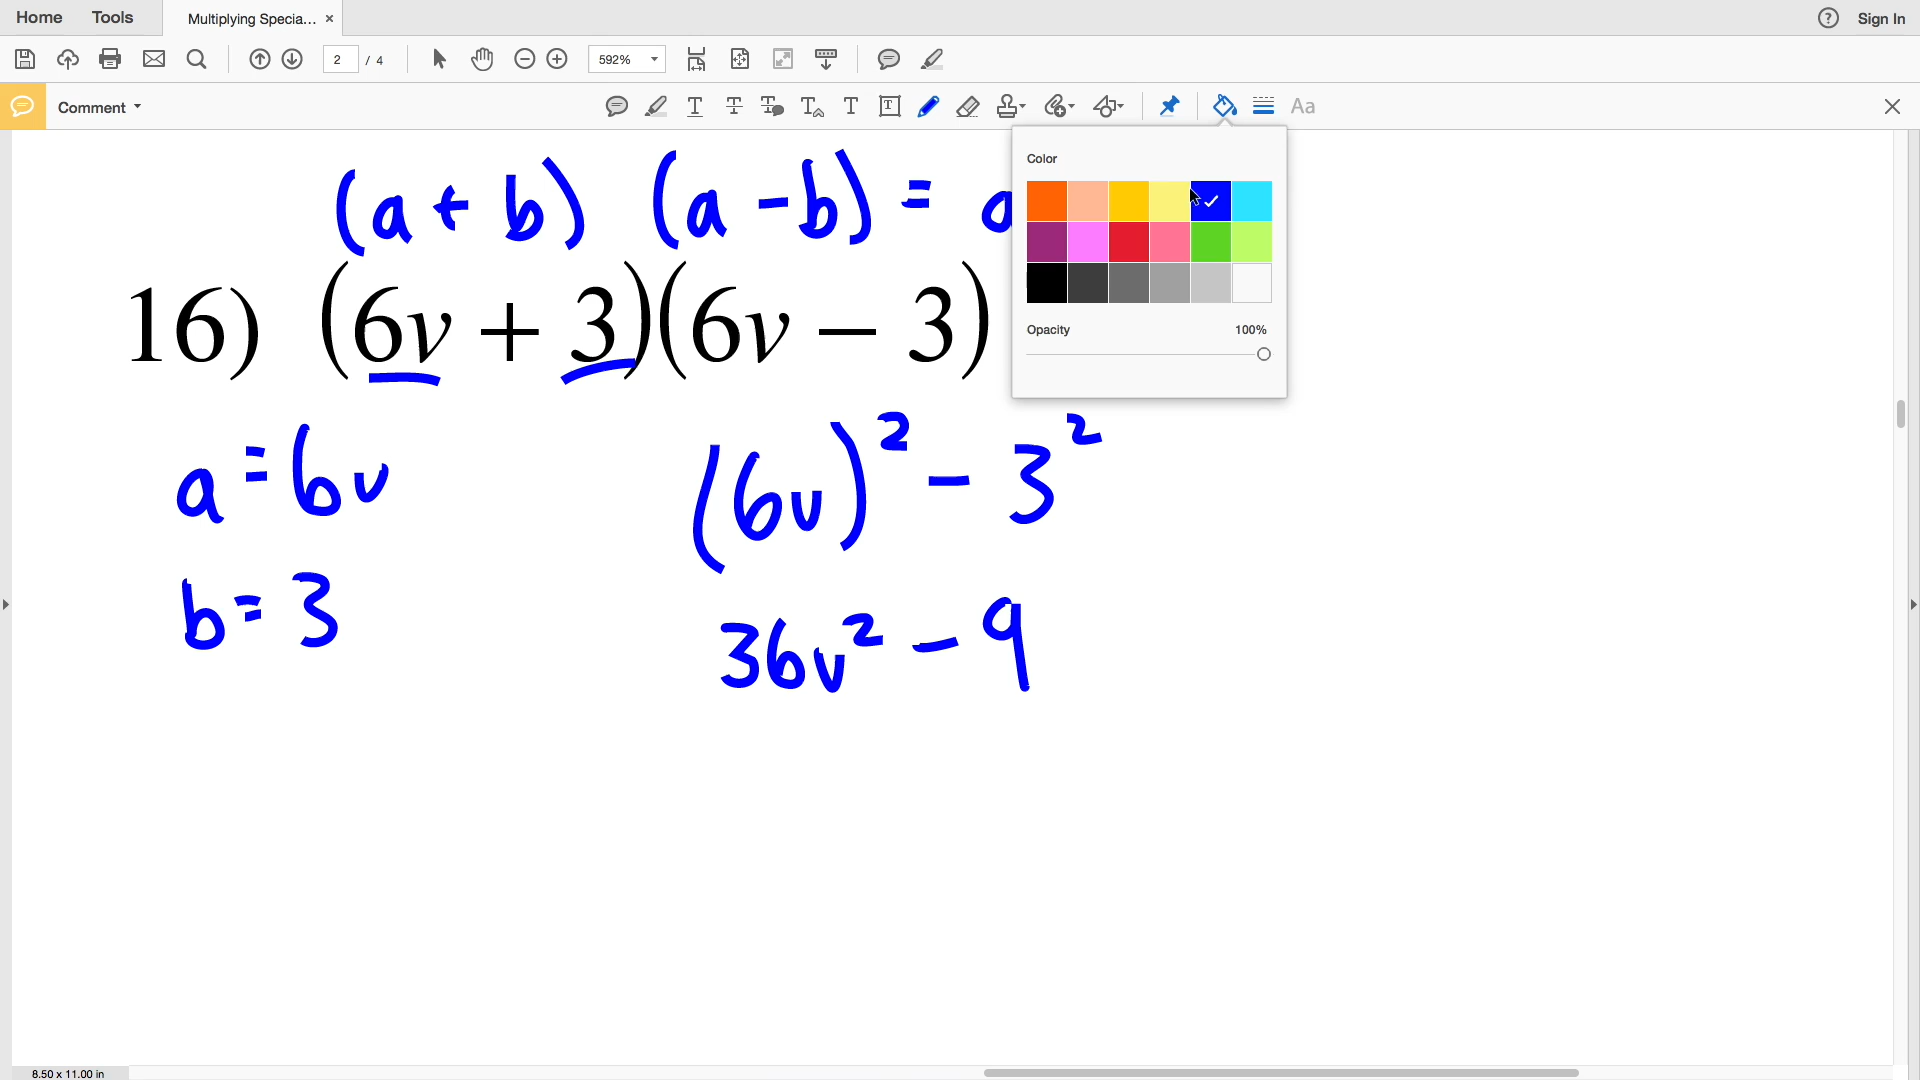 Home Tools Multiplying Specia... × ? Sign In
2 / 4 592%
Comment Aa
Color
(a + b) (a - b) = a
16) (6v + 3)(6v − 3)
Opacity 100%
a = 6v
(6v)² - 3²
b = 3
36v² - 9
8.50 x 11.00 in